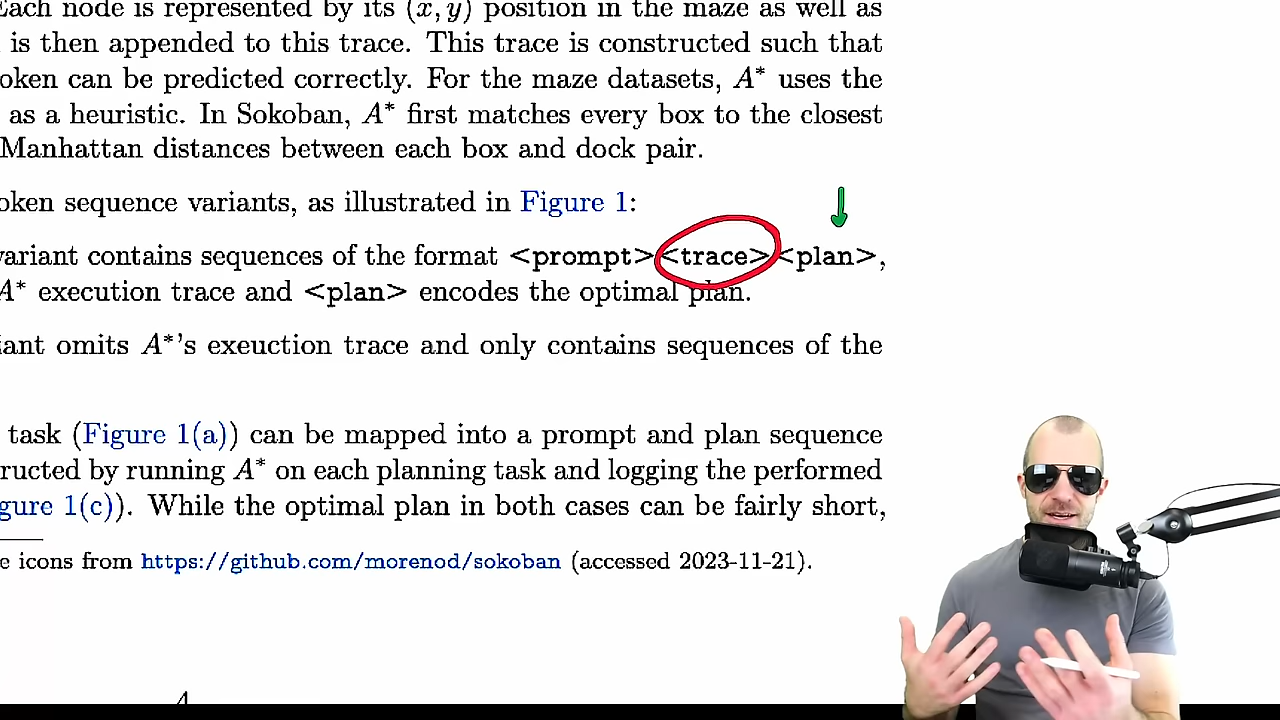 Each node is represented by its (x, y) position in the maze as well as
is then appended to this trace. This trace is constructed such that
oken can be predicted correctly. For the maze datasets, A* uses the
as a heuristic. In Sokoban, A* first matches every box to the closest
Manhattan distances between each box and dock pair.
oken sequence variants, as illustrated in Figure 1:
variant contains sequences of the format <prompt><trace><plan>,
A* execution trace and <plan> encodes the optimal plan.
iant omits A*'s exeuction trace and only contains sequences of the
task (Figure 1(a)) can be mapped into a prompt and plan sequence
tructed by running A* on each planning task and logging the performed
gure 1(c)). While the optimal plan in both cases can be fairly short,
e icons from https://github.com/morenod/sokoban (accessed 2023-11-21).